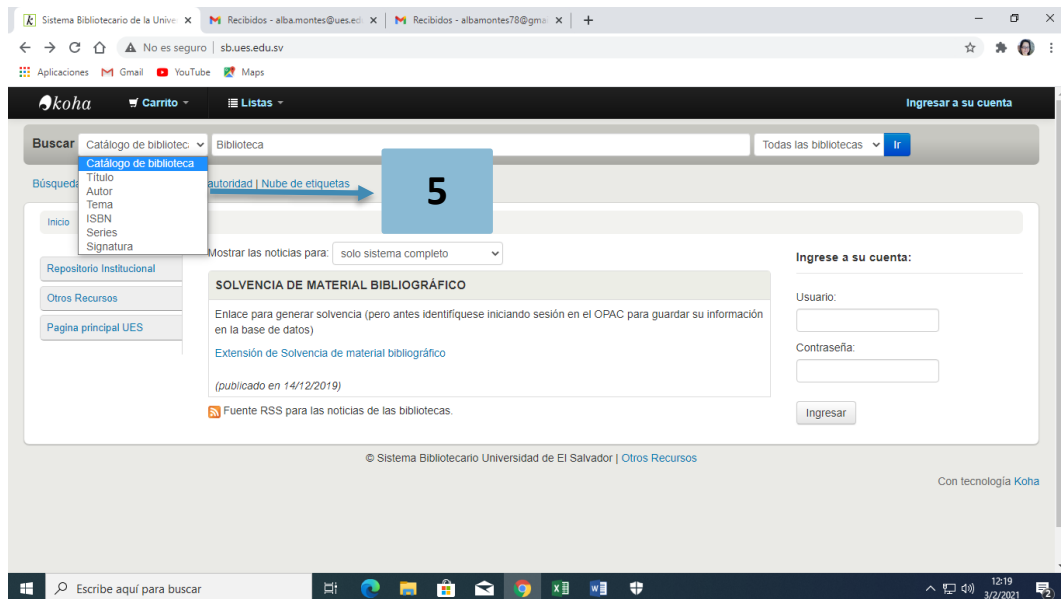 Sistema Bibliotecario de la Unive
Recibidos - alba.montes@ues.ed
Recibidos - albamontes78@gmai
No es seguro | sb.ues.edu.sv
Aplicaciones Gmail YouTube Maps
koha Carrito Listas Ingresar a su cuenta
Buscar Catálogo de bibliotec Biblioteca Todas las bibliotecas Ir
Catálogo de biblioteca
Título
Autor
Tema
ISBN
Series
Signatura
Búsqueda autoridad | Nube de etiquetas
5
Inicio
Repositorio Institucional
Otros Recursos
Pagina principal UES
Mostrar las noticias para: solo sistema completo
SOLVENCIA DE MATERIAL BIBLIOGRÁFICO
Enlace para generar solvencia (pero antes identifíquese iniciando sesión en el OPAC para guardar su información
en la base de datos)
Extensión de Solvencia de material bibliográfico
(publicado en 14/12/2019)
Fuente RSS para las noticias de las bibliotecas.
Ingrese a su cuenta:
Usuario:
Contraseña:
Ingresar
© Sistema Bibliotecario Universidad de El Salvador | Otros Recursos
Con tecnología Koha
Escribe aquí para buscar
12:19
3/2/2021
2